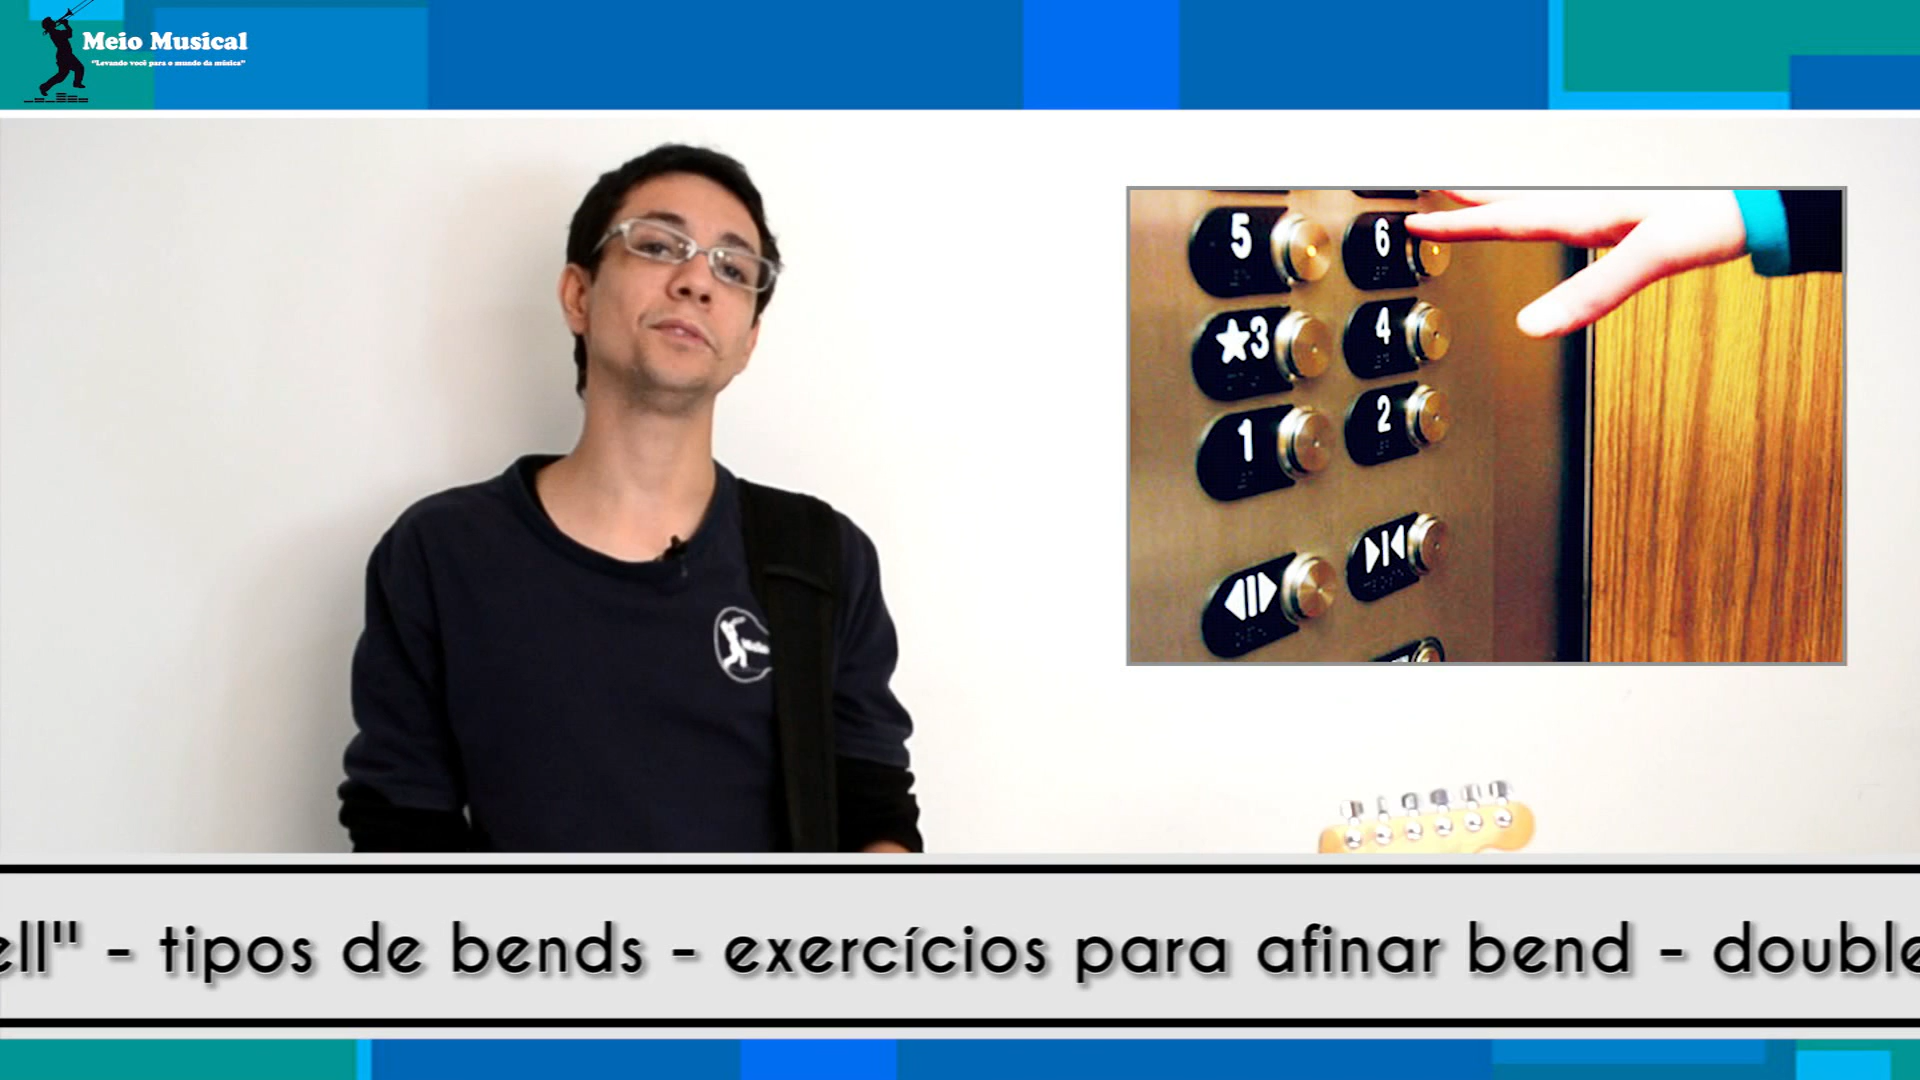 Meio Musical
"Levando você para o mundo da música"
5 6
★3 4
1 2
ell" - tipos de bends - exercícios para afinar bend - double